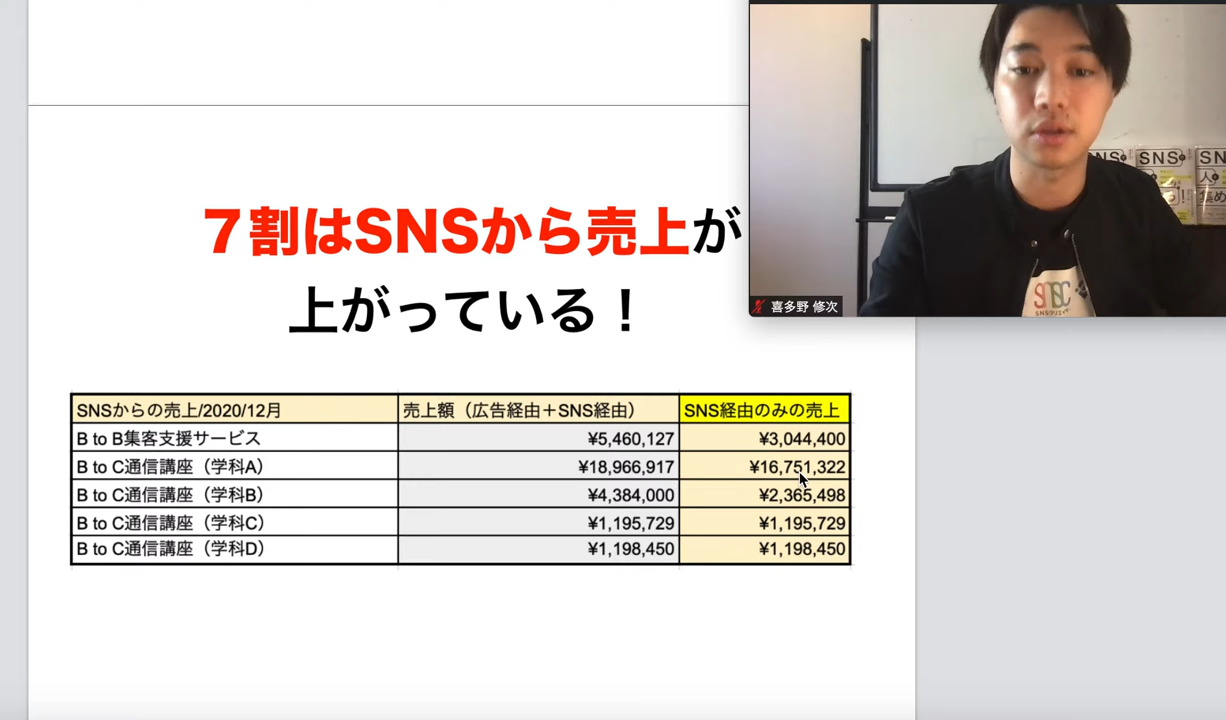 ７割はSNSから売上が
上がっている！
SNSからの売上/2020/12月 売上額（広告経由＋SNS経由） SNS経由のみの売上
B to B集客支援サービス ¥5,460,127 ¥3,044,400
B to C通信講座（学科A） ¥18,966,917 ¥16,751,322
B to C通信講座（学科B） ¥4,384,000 ¥2,365,498
B to C通信講座（学科C） ¥1,195,729 ¥1,195,729
B to C通信講座（学科D） ¥1,198,450 ¥1,198,450
喜多野 修次
SNS
SN
人
集め